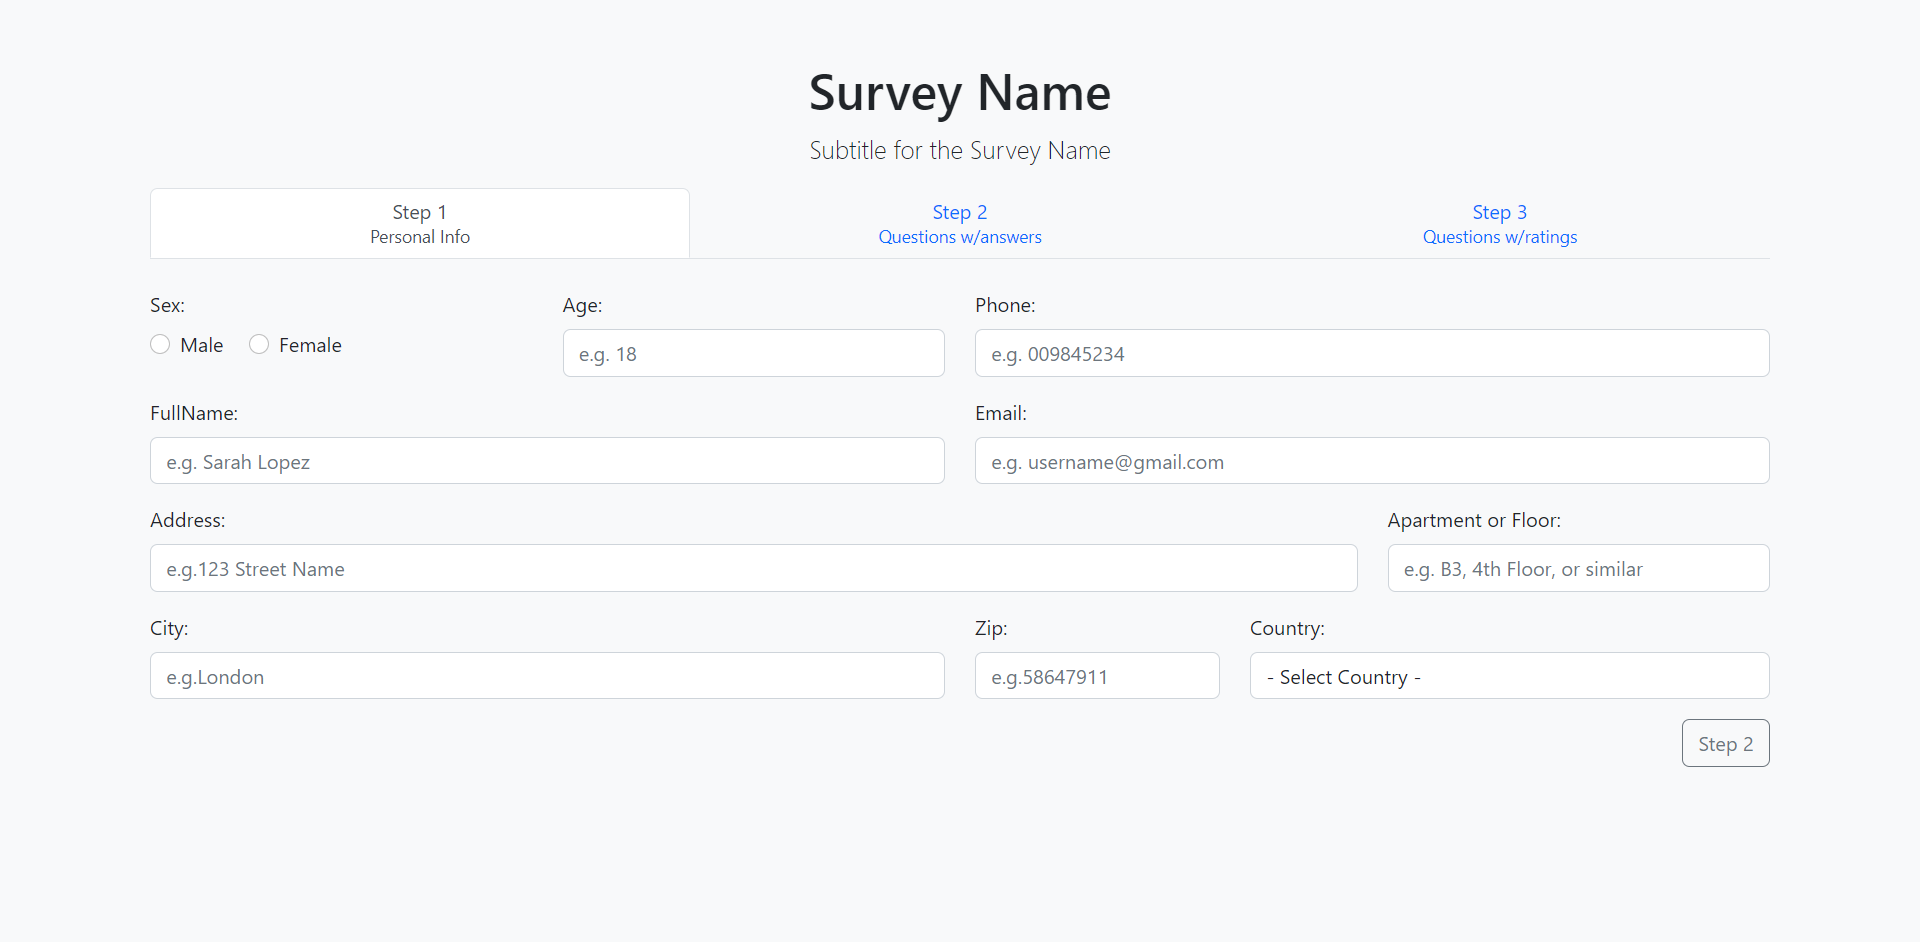 Survey Name
Subtitle for the Survey Name
Step 1
Personal Info
Step 2
Questions w/answers
Step 3
Questions w/ratings
Sex:
Male Female
Age:
e.g. 18
Phone:
e.g. 009845234
FullName:
e.g. Sarah Lopez
Email:
e.g. username@gmail.com
Address:
e.g.123 Street Name
Apartment or Floor:
e.g. B3, 4th Floor, or similar
City:
e.g.London
Zip:
e.g.58647911
Country:
- Select Country -
Step 2